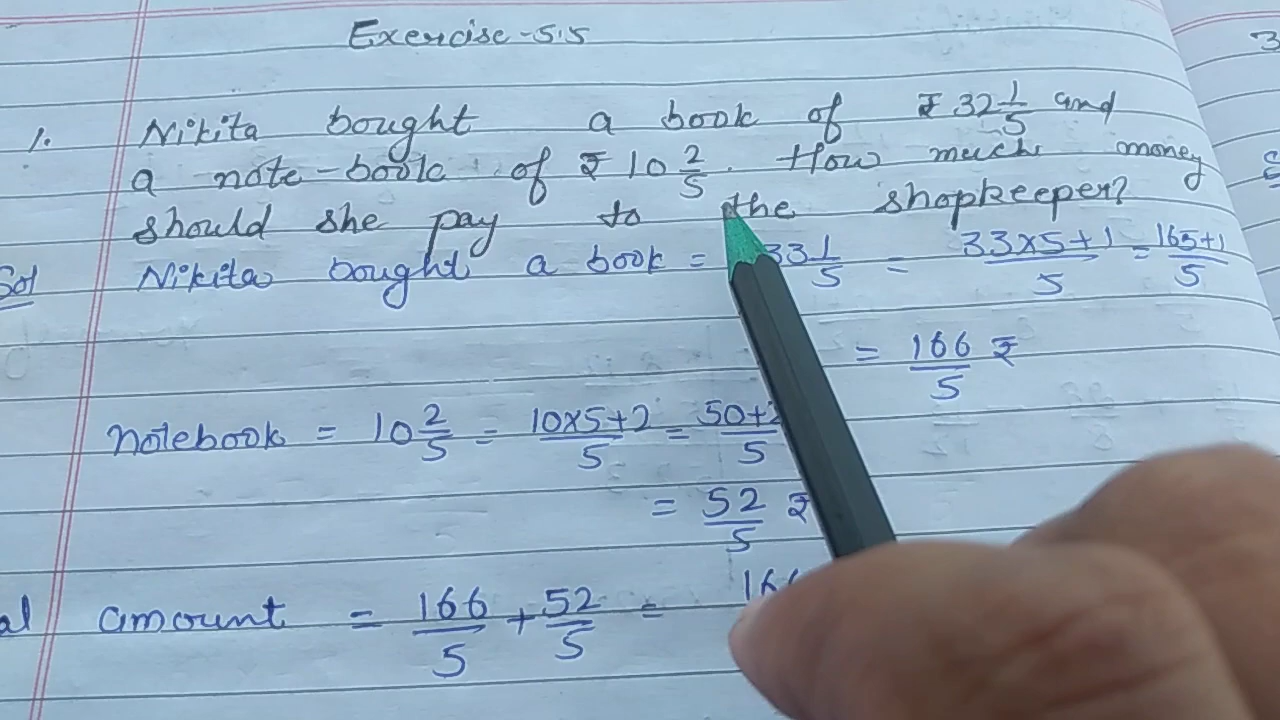 Exercise-5.5
3
1. Nikita bought a book of ₹ 32 1/5 and
a note-book of ₹ 10 2/5. How much money
should she pay to the shopkeeper?
Sol Nikita bought a book = 33 1/5 = 33×5+1/5 = 165+1/5
= 166/5 ₹
notebook = 10 2/5 = 10×5+2/5 = 50+2/5
= 52/5 ₹
al amount = 166/5 + 52/5 =